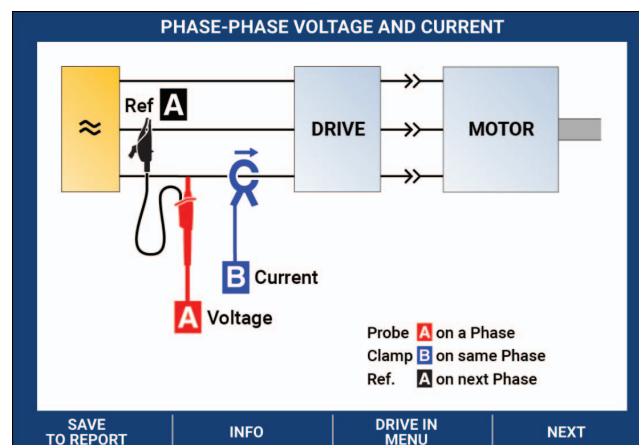 PHASE-PHASE VOLTAGE AND CURRENT
Ref A
≈
DRIVE
MOTOR
B Current
A Voltage
Probe A on a Phase
Clamp B on same Phase
Ref. A on next Phase
SAVE
TO REPORT
INFO
DRIVE IN
MENU
NEXT